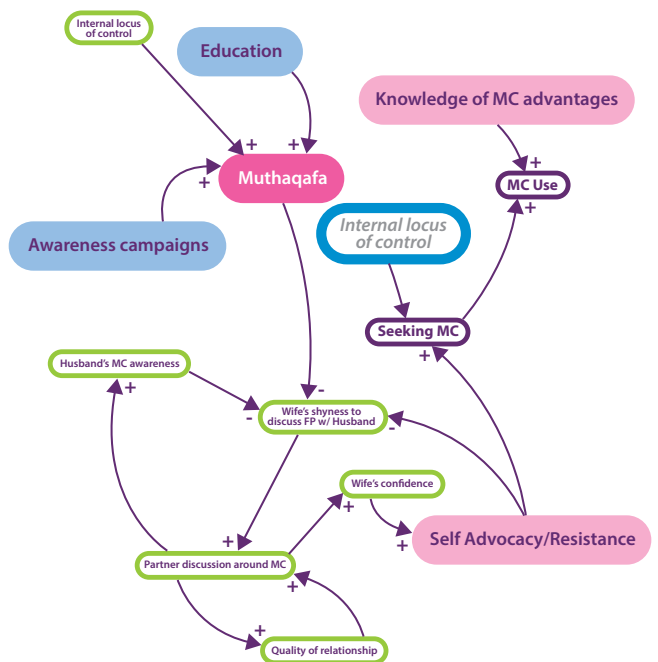 Internal locus
of control
Education
Knowledge of MC advantages
+
+
+
Muthaqafa
+
MC Use
+
Internal locus
of control
Awareness campaigns
Seeking MC
+
Husband's MC awareness
+
-
-
Wife's shyness to
discuss FP w/ Husband
-
Wife's confidence
+
+
Self Advocacy/Resistance
+
Partner discussion around MC
+
+
Quality of relationship